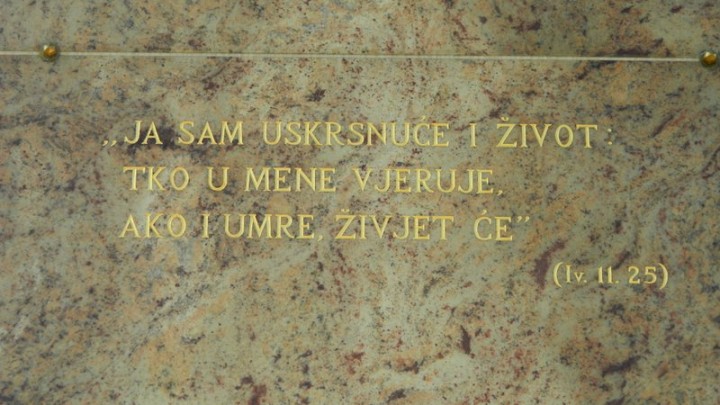 „JA SAM USKRSNUĆE I ŽIVOT:
TKO U MENE VJERUJE,
AKO I UMRE, ŽIVJET ĆE”
(Iv. 11. 25)